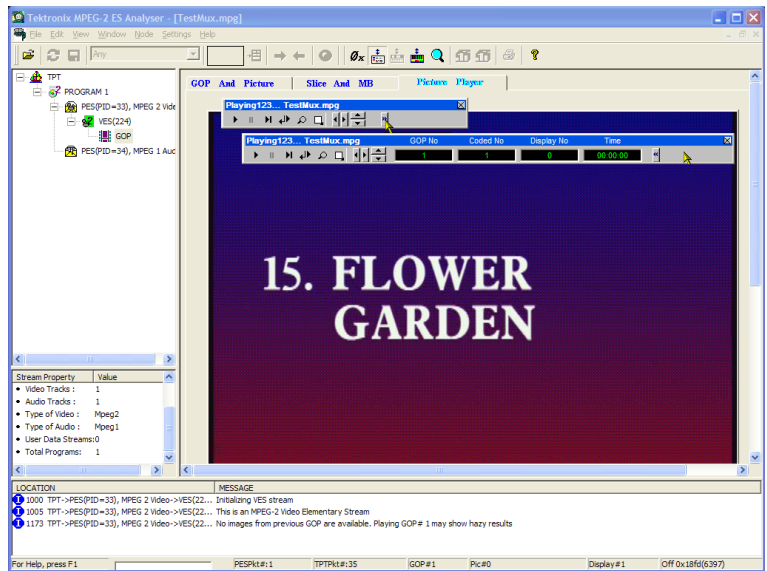 Tektronix MPEG-2 ES Analyser - [TestMux.mpg]
File Edit View Window Node Settings Help
Any
TPT
PROGRAM 1
PES(PID=33), MPEG 2 Vide
VES(224)
GOP
PES(PID=34), MPEG 1 Auc
GOP And Picture Slice And MB Picture Player
Playing123... TestMux.mpg
Playing123... TestMux.mpg GOP No Coded No Display No Time
1 1 0 00:00:00
15. FLOWER
GARDEN
Stream Property Value
Video Tracks : 1
Audio Tracks : 1
Type of Video : Mpeg2
Type of Audio : Mpeg1
User Data Streams:0
Total Programs: 1
LOCATION MESSAGE
1000 TPT->PES(PID=33), MPEG 2 Video->VES(22... Initializing VES stream
1005 TPT->PES(PID=33), MPEG 2 Video->VES(22... This is an MPEG-2 Video Elementary Stream
1173 TPT->PES(PID=33), MPEG 2 Video->VES(22... No images from previous GOP are available. Playing GOP# 1 may show hazy results
For Help, press F1 PESPkt#:1 TPTPkt#:35 GOP#1 Pic#0 Display#1 Off 0x18fd(6397)